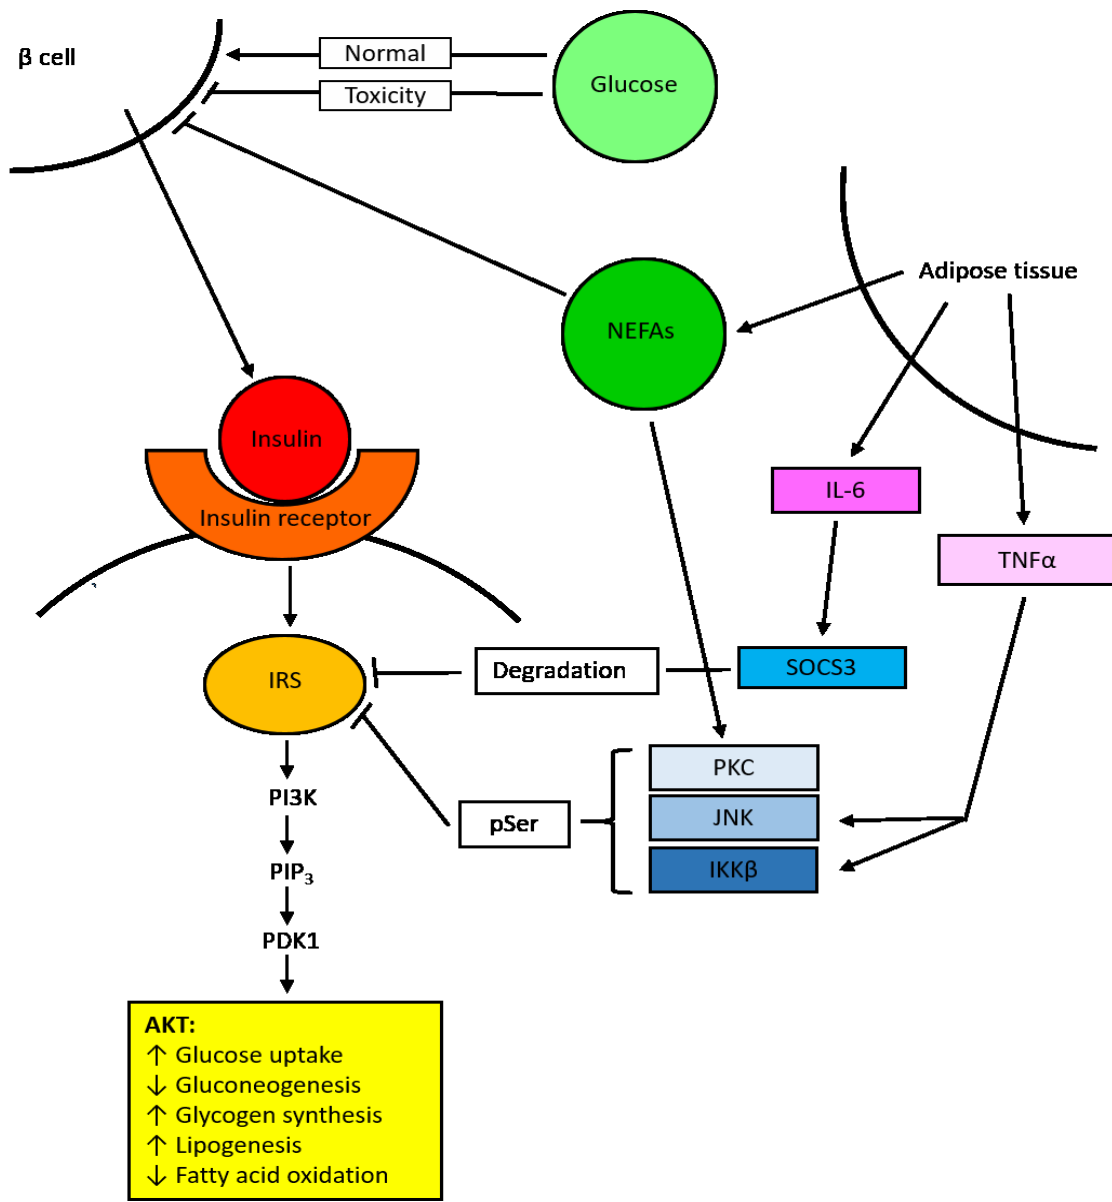 β cell
Normal
Toxicity
Glucose
Adipose tissue
NEFAs
Insulin
Insulin receptor
IL-6
TNFα
IRS
Degradation
SOCS3
PKC
JNK
IKKβ
pSer
PI3K
PIP₃
PDK1
AKT:
↑ Glucose uptake
↓ Gluconeogenesis
↑ Glycogen synthesis
↑ Lipogenesis
↓ Fatty acid oxidation